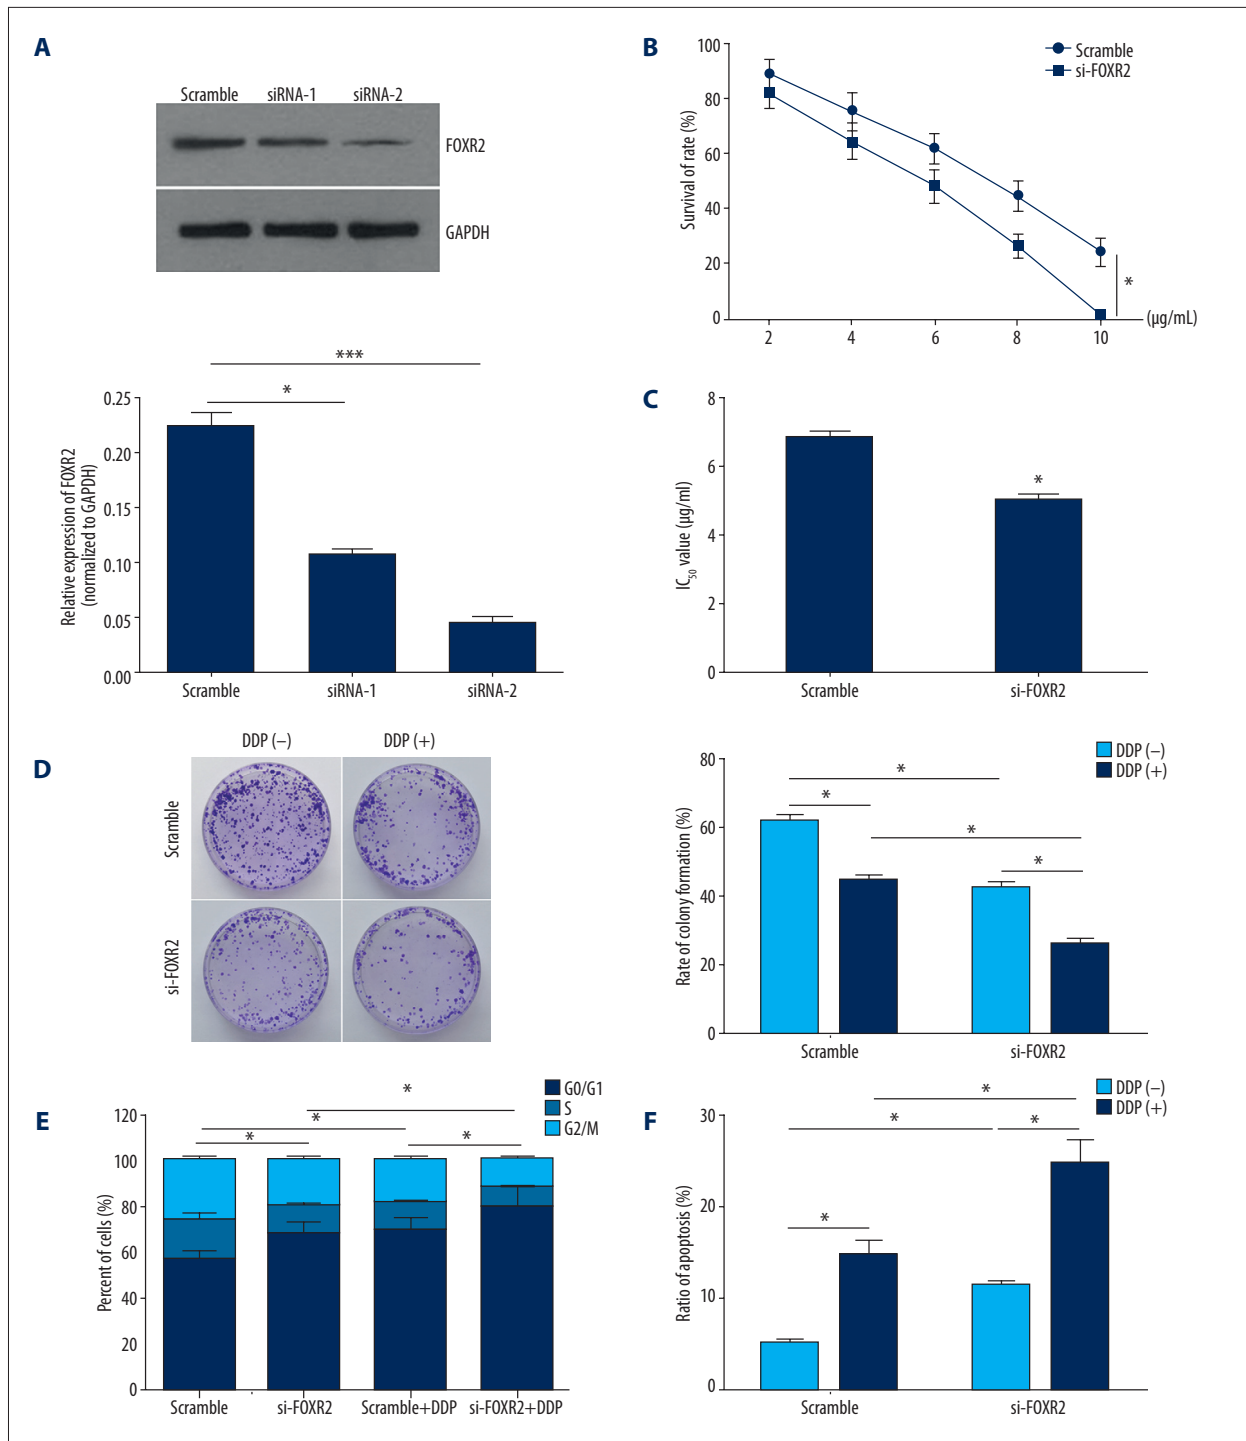 A
Scramble siRNA-1 siRNA-2
FOXR2
GAPDH
***
*
0.25
0.20
0.15
0.10
0.05
0.00
Relative expression of FOXR2
(normalized to GAPDH)
Scramble siRNA-1 siRNA-2
B
Scramble
si-FOXR2
100
80
60
40
20
0
Survival of rate (%)
*
2 4 6 8 10 (µg/mL)
C
8
6
4
2
0
IC50 value (µg/ml)
*
Scramble si-FOXR2
D
DDP (–) DDP (+)
Scramble
si-FOXR2
DDP (–)
DDP (+)
80
60
40
20
0
Rate of colony formation (%)
*
*
*
*
Scramble si-FOXR2
E
G0/G1
S
G2/M
120
100
80
60
40
20
0
Percent of cells (%)
*
*
*
*
Scramble si-FOXR2 Scramble+DDP si-FOXR2+DDP
F
DDP (–)
DDP (+)
30
20
10
0
Ratio of apoptosis (%)
*
*
*
*
Scramble si-FOXR2